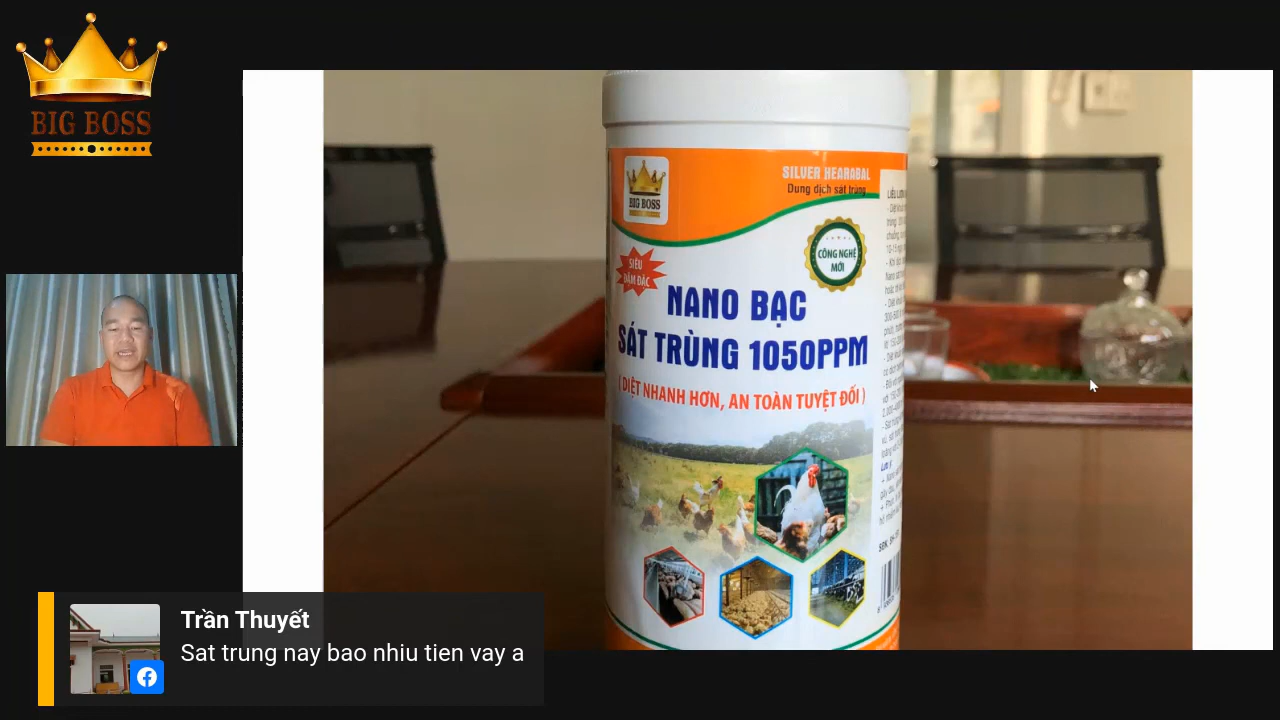 BIG BOSS
SILVER HEARABAL
Dung dịch sát trùng
BIG BOSS
CÔNG NGHỆ
MỚI
SIÊU
ĐẬM ĐẶC
NANO BẠC
SÁT TRÙNG 1050PPM
( DIỆT NHANH HƠN, AN TOÀN TUYỆT ĐỐI )
Trần Thuyết
Sat trung nay bao nhiu tien vay a